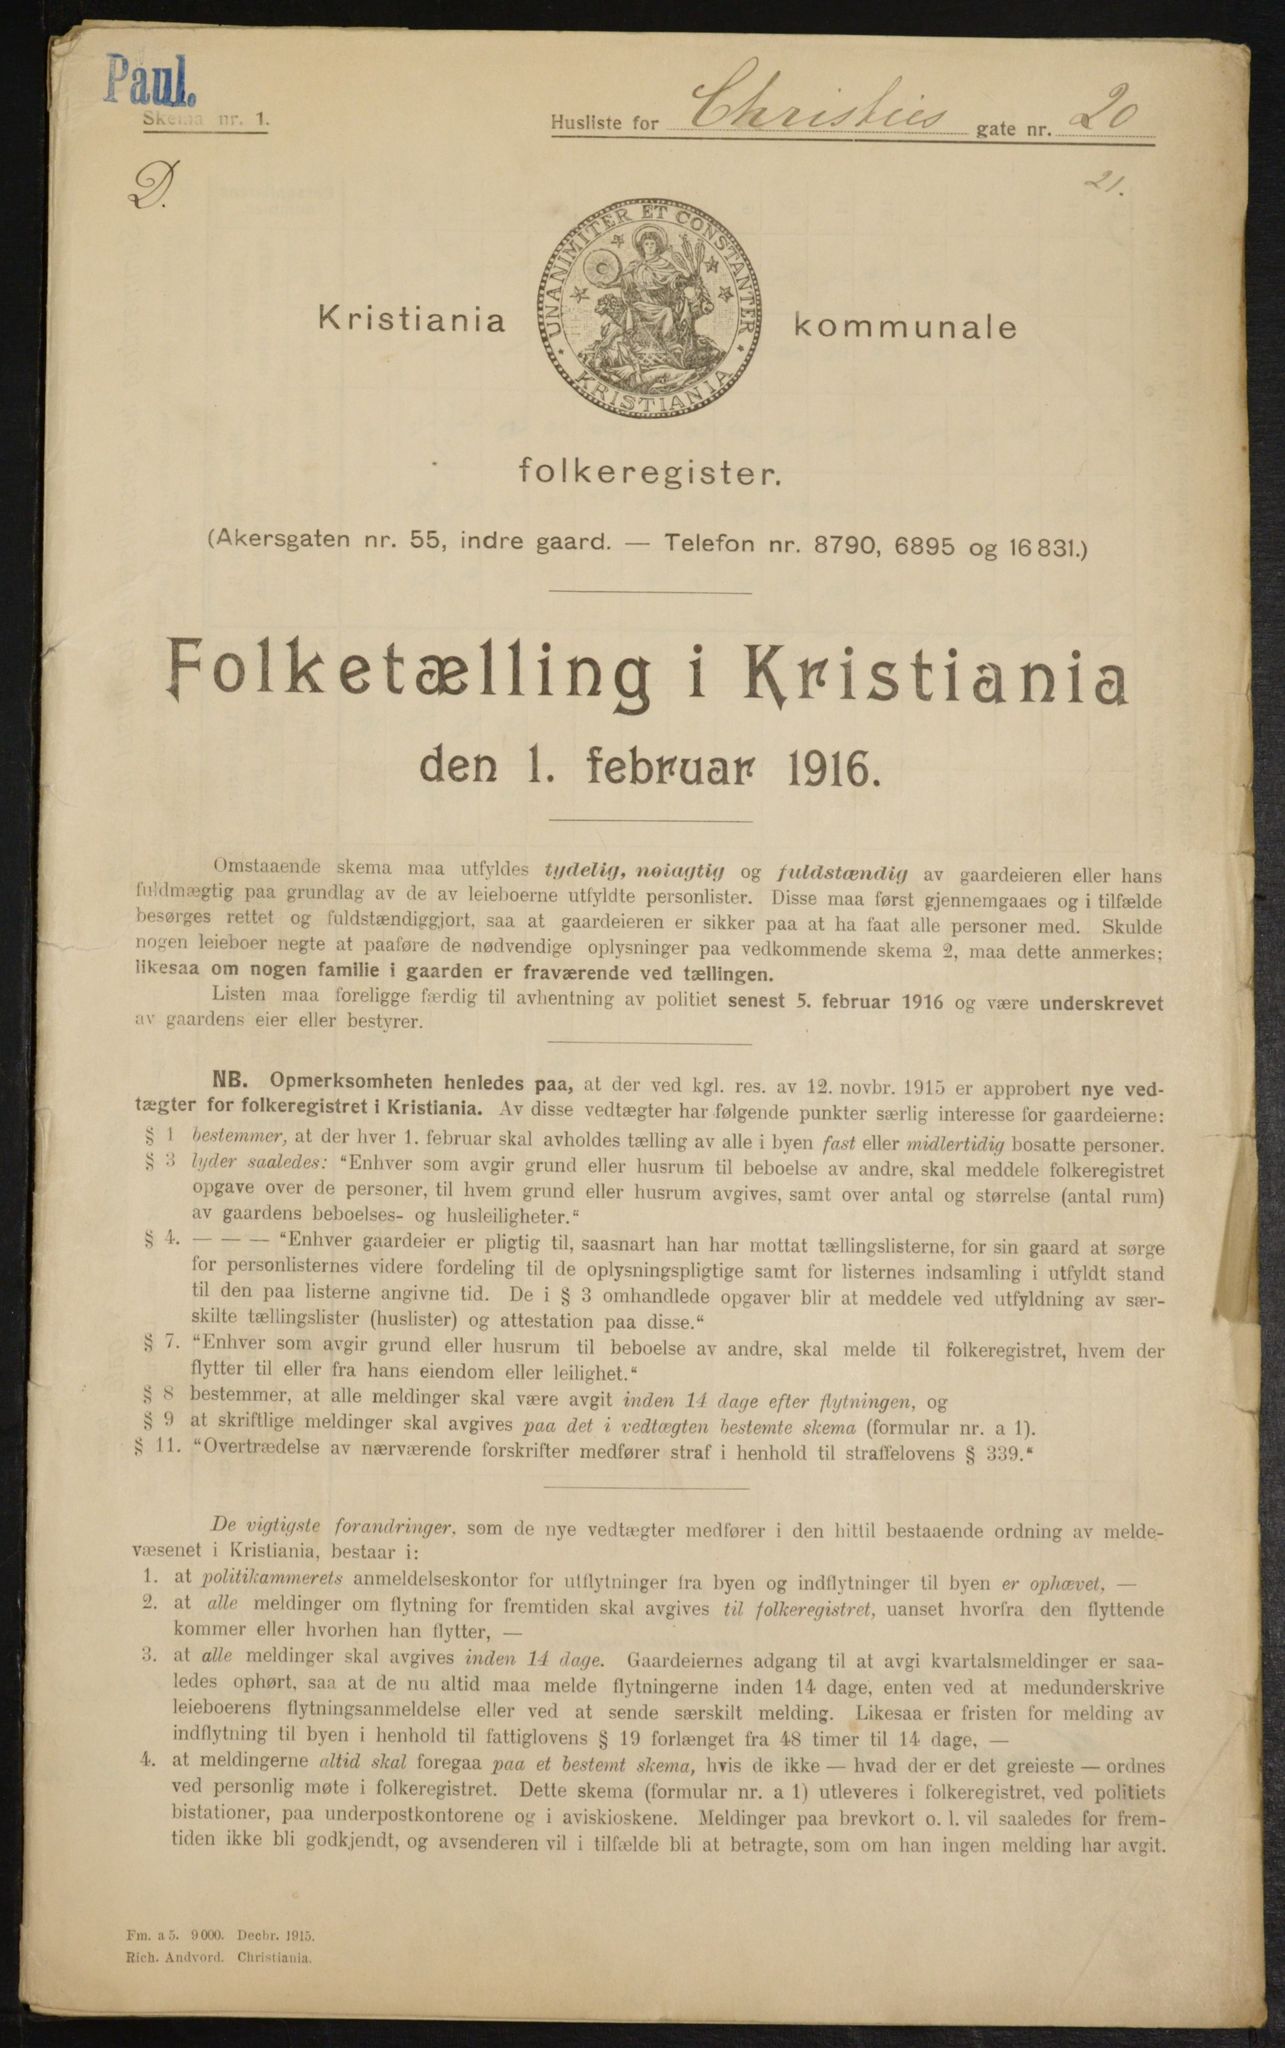 Paul.
Skema nr. 1.
Husliste for Christies gate nr. 20
D.
21.
UNANIMITER ET CONSTANTER
KRISTIANIA
Kristiania kommunale
folkeregister.
(Akersgaten nr. 55, indre gaard. — Telefon nr. 8790, 6895 og 16 831.)
Folketælling i Kristiania
den 1. februar 1916.
Omstaaende skema maa utfyldes tydelig, nøiagtig og fuldstændig av gaardeieren eller hans
fuldmægtig paa grundlag av de av leieboerne utfyldte personlister. Disse maa først gjennemgaaes og i tilfælde
besørges rettet og fuldstændiggjort, saa at gaardeieren er sikker paa at ha faat alle personer med. Skulde
nogen leieboer negte at paaføre de nødvendige oplysninger paa vedkommende skema 2, maa dette anmerkes;
likesaa om nogen familie i gaarden er fraværende ved tællingen.
Listen maa foreligge færdig til avhentning av politiet senest 5. februar 1916 og være underskrevet
av gaardens eier eller bestyrer.
NB. Opmerksomheten henledes paa, at der ved kgl. res. av 12. novbr. 1915 er approbert nye ved-
tægter for folkeregistret i Kristiania. Av disse vedtægter har følgende punkter særlig interesse for gaardeierne:
§ 1 bestemmer, at der hver 1. februar skal avholdes tælling av alle i byen fast eller midlertidig bosatte personer.
§ 3 lyder saaledes: “Enhver som avgir grund eller husrum til beboelse av andre, skal meddele folkeregistret
opgave over de personer, til hvem grund eller husrum avgives, samt over antal og størrelse (antal rum)
av gaardens beboelses- og husleiligheter.“
§ 4. — — — “Enhver gaardeier er pligtig til, saasnart han har mottat tællingslisterne, for sin gaard at sørge
for personlisternes videre fordeling til de oplysningspligtige samt for listernes indsamling i utfyldt stand
til den paa listerne angivne tid. De i § 3 omhandlede opgaver blir at meddele ved utfyldning av sær-
skilte tællingslister (huslister) og attestation paa disse.“
§ 7. “Enhver som avgir grund eller husrum til beboelse av andre, skal melde til folkeregistret, hvem der
flytter til eller fra hans eiendom eller leilighet.“
§ 8 bestemmer, at alle meldinger skal være avgit inden 14 dage efter flytningen, og
§ 9 at skriftlige meldinger skal avgives paa det i vedtægten bestemte skema (formular nr. a 1).
§ 11. “Overtrædelse av nærværende forskrifter medfører straf i henhold til straffelovens § 339.“
De vigtigste forandringer, som de nye vedtægter medfører i den hittil bestaaende ordning av melde-
væsenet i Kristiania, bestaar i:
1. at politikammerets anmeldelseskontor for utflytninger fra byen og indflytninger til byen er ophævet, —
2. at alle meldinger om flytning for fremtiden skal avgives til folkeregistret, uanset hvorfra den flyttende
kommer eller hvorhen han flytter, —
3. at alle meldinger skal avgives inden 14 dage. Gaardeiernes adgang til at avgi kvartalsmeldinger er saa-
ledes ophørt, saa at de nu altid maa melde flytningerne inden 14 dage, enten ved at medunderskrive
leieboerens flytningsanmeldelse eller ved at sende særskilt melding. Likesaa er fristen for melding av
indflytning til byen i henhold til fattiglovens § 19 forlænget fra 48 timer til 14 dage, —
4. at meldingerne altid skal foregaa paa et bestemt skema, hvis de ikke — hvad der er det greieste — ordnes
ved personlig møte i folkeregistret. Dette skema (formular nr. a 1) utleveres i folkeregistret, ved politiets
bistationer, paa underpostkontorene og i aviskioskene. Meldinger paa brevkort o. l. vil saaledes for frem-
tiden ikke bli godkjendt, og avsenderen vil i tilfælde bli at betragte, som om han ingen melding har avgit.
Fm. a 5. 9 000. Decbr. 1915.
Rich. Andvord. Christiania.